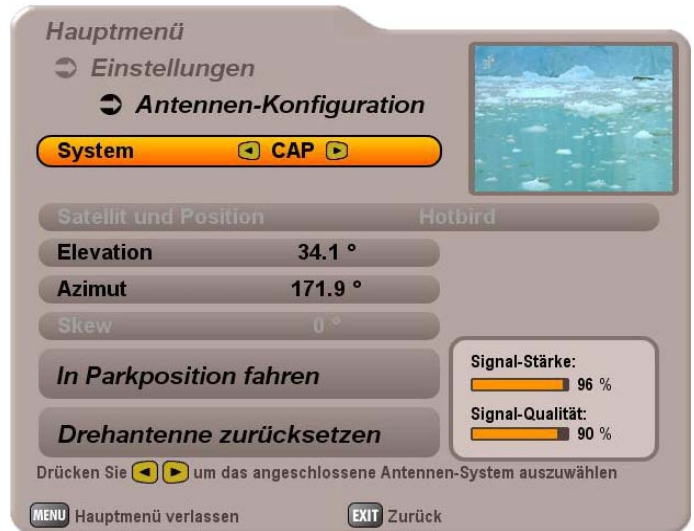 Hauptmenü
Einstellungen
Antennen-Konfiguration
System CAP
Satellit und Position Hotbird
Elevation 34.1 °
Azimut 171.9 °
Skew 0 °
In Parkposition fahren
Drehantenne zurücksetzen
Signal-Stärke:
96 %
Signal-Qualität:
90 %
Drücken Sie um das angeschlossene Antennen-System auszuwählen
MENU Hauptmenü verlassen EXIT Zurück